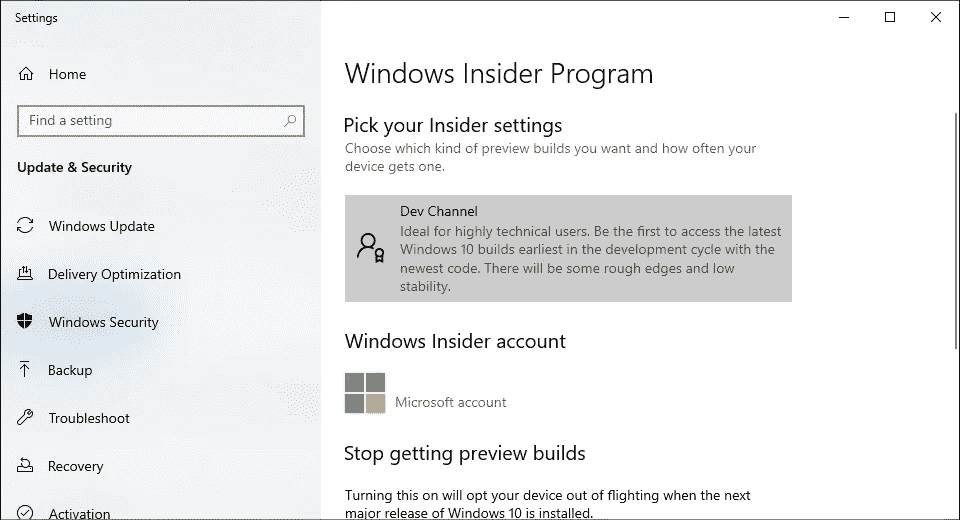 Settings
Home
Find a setting
Update & Security
Windows Update
Delivery Optimization
Windows Security
Backup
Troubleshoot
Recovery
Activation
Windows Insider Program
Pick your Insider settings
Choose which kind of preview builds you want and how often your
device gets one.
Dev Channel
Ideal for highly technical users. Be the first to access the latest
Windows 10 builds earliest in the development cycle with the
newest code. There will be some rough edges and low
stability.
Windows Insider account
Microsoft account
Stop getting preview builds
Turning this on will opt your device out of flighting when the next
major release of Windows 10 is installed.